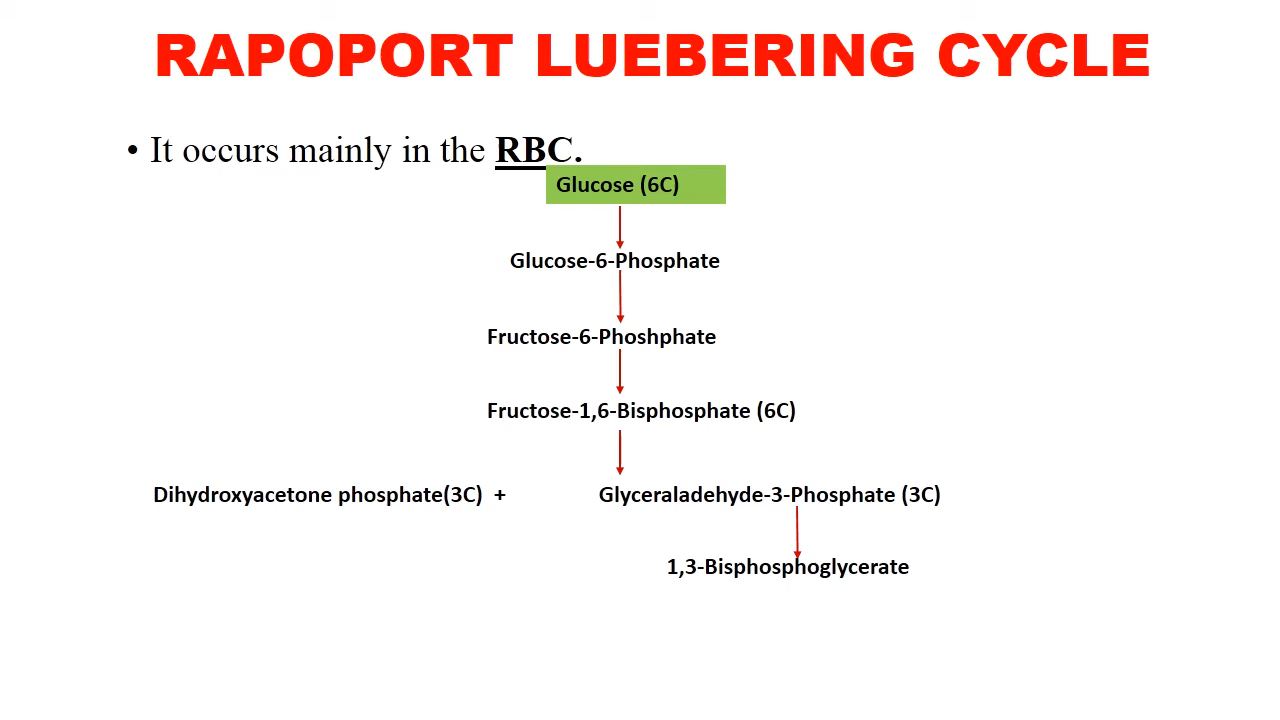 RAPOPORT LUEBERING CYCLE
• It occurs mainly in the RBC.
Glucose (6C)
Glucose-6-Phosphate
Fructose-6-Phoshphate
Fructose-1,6-Bisphosphate (6C)
Dihydroxyacetone phosphate(3C) + Glyceraladehyde-3-Phosphate (3C)
1,3-Bisphosphoglycerate